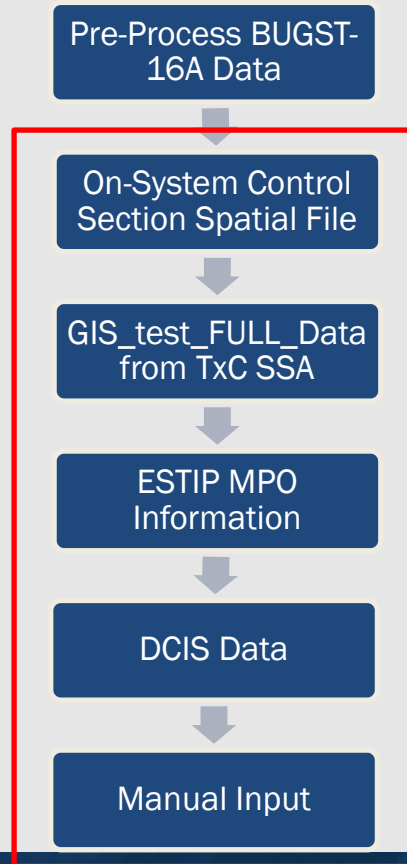 Pre-Process BUGST-
16A Data
On-System Control
Section Spatial File
GIS_test_FULL_Data
from TxC SSA
ESTIP MPO
Information
DCIS Data
Manual Input